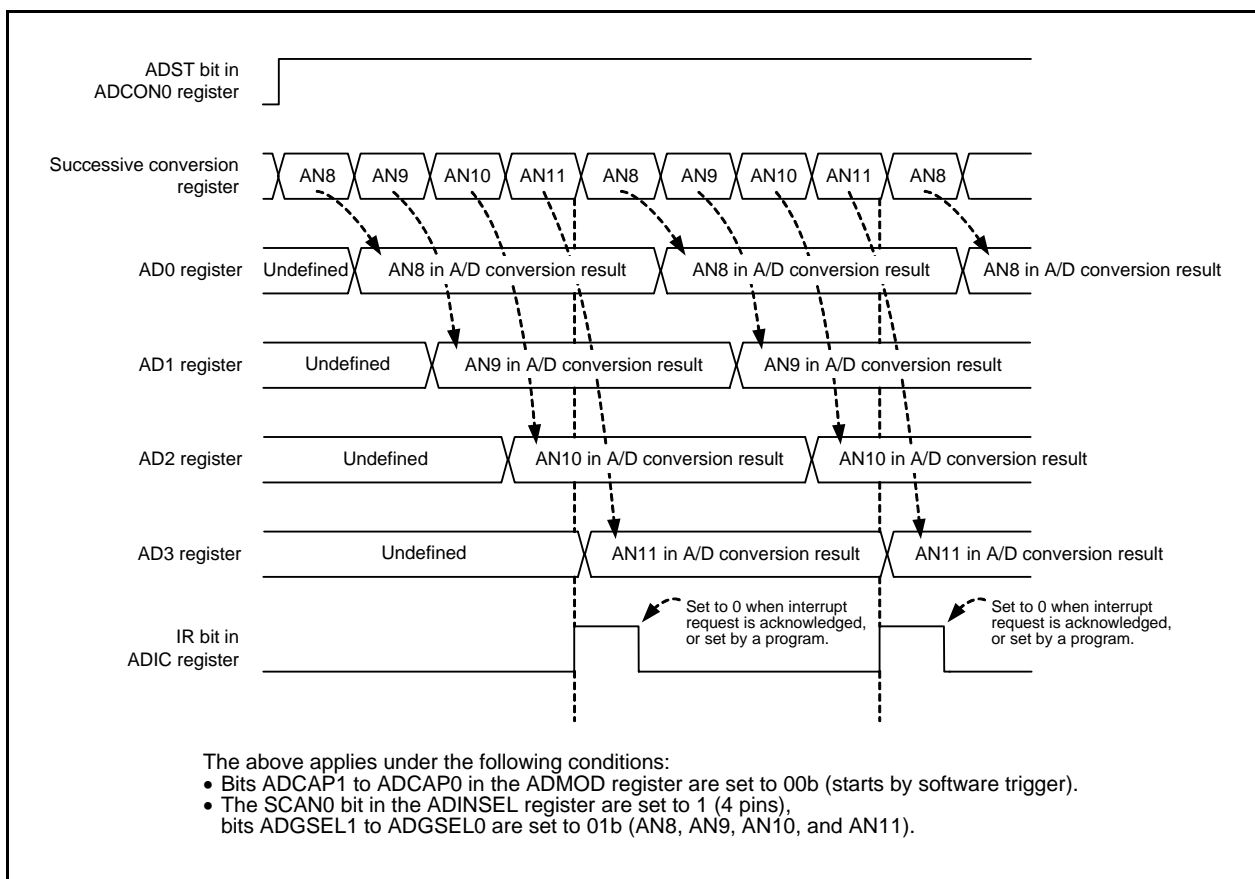 ADST bit in
ADCON0 register
Successive conversion
register
AN8 AN9 AN10 AN11 AN8 AN9 AN10 AN11 AN8
AD0 register
Undefined AN8 in A/D conversion result AN8 in A/D conversion result AN8 in A/D conversion result
AD1 register
Undefined AN9 in A/D conversion result AN9 in A/D conversion result
AD2 register
Undefined AN10 in A/D conversion result AN10 in A/D conversion result
AD3 register
Undefined AN11 in A/D conversion result AN11 in A/D conversion result
IR bit in
ADIC register
Set to 0 when interrupt
request is acknowledged,
or set by a program.
Set to 0 when interrupt
request is acknowledged,
or set by a program.
The above applies under the following conditions:
• Bits ADCAP1 to ADCAP0 in the ADMOD register are set to 00b (starts by software trigger).
• The SCAN0 bit in the ADINSEL register are set to 1 (4 pins),
bits ADGSEL1 to ADGSEL0 are set to 01b (AN8, AN9, AN10, and AN11).